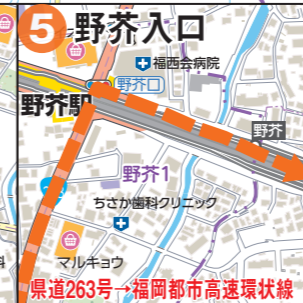 5 野芥入口
福西会病院
野芥口
野芥駅
野芥
野芥1
ちさか歯科クリニック
マルキョウ
県道263号→福岡都市高速環状線